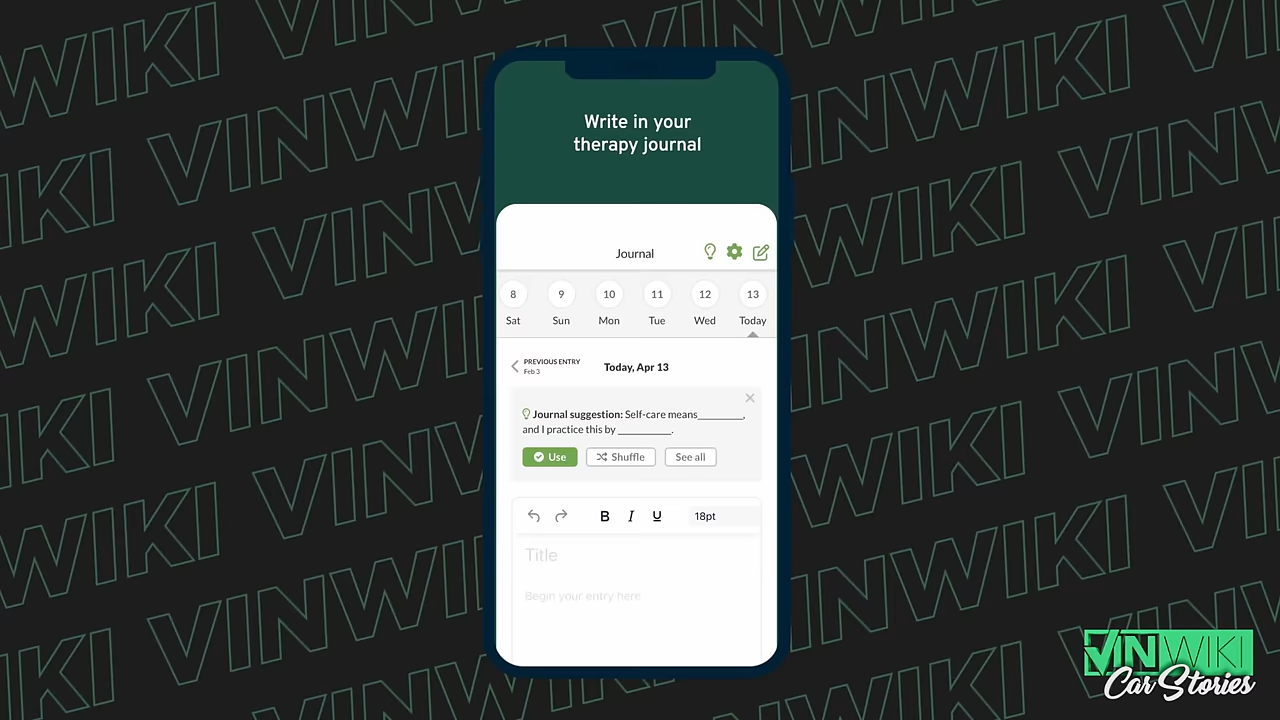 Write in your
therapy journal
Journal
8 9 10 11 12 13
Sat Sun Mon Tue Wed Today
PREVIOUS ENTRY
Feb 3
Today, Apr 13
Journal suggestion: Self-care means_________,
and I practice this by ___________.
Use Shuffle See all
B I U 18pt
Title
Begin your entry here
VINWIKI
Car Stories